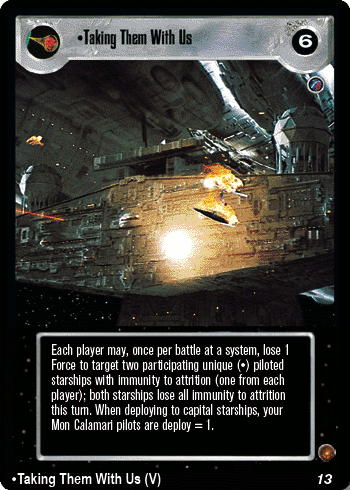 •Taking Them With Us
6
Each player may, once per battle at a system, lose 1
Force to target two participating unique (•) piloted
starships with immunity to attrition (one from each
player); both starships lose all immunity to attrition
this turn. When deploying to capital starships, your
Mon Calamari pilots are deploy = 1.
•Taking Them With Us (V)
13